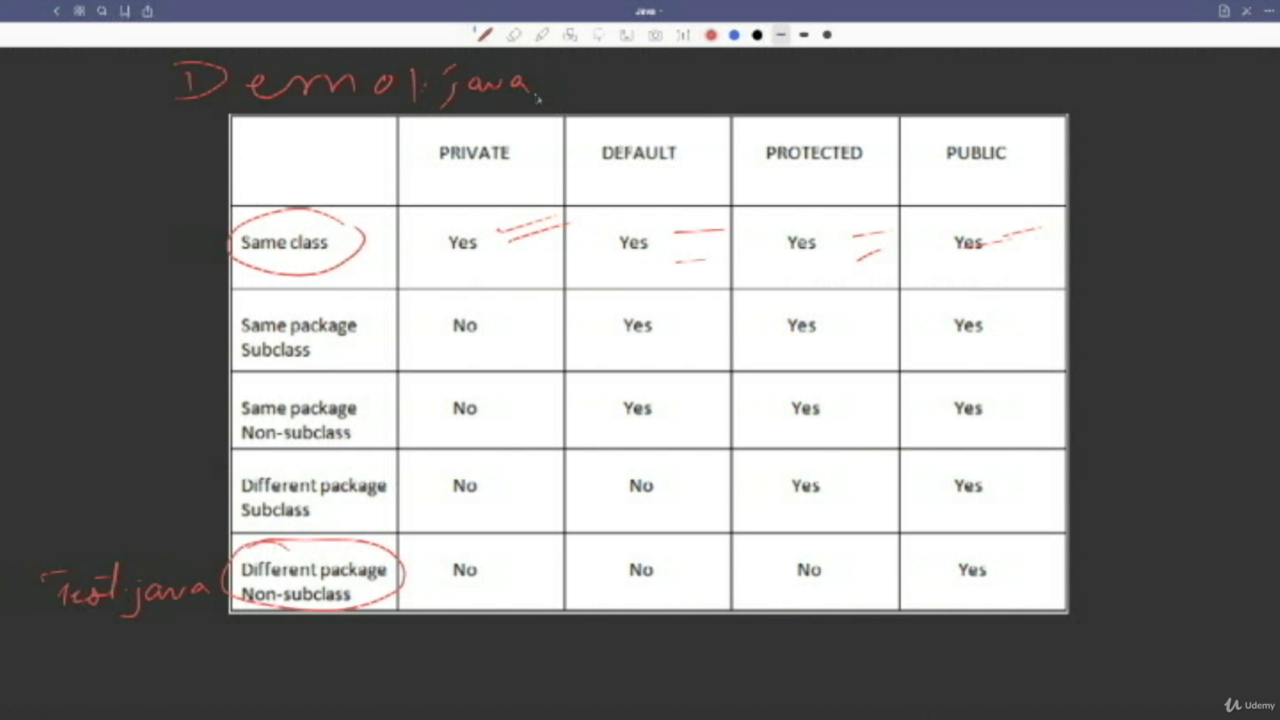 Java
Demo1.java
PRIVATE DEFAULT PROTECTED PUBLIC
Same class Yes Yes Yes Yes
Same package
Subclass No Yes Yes Yes
Same package
Non-subclass No Yes Yes Yes
Different package
Subclass No No Yes Yes
Different package
Non-subclass No No No Yes
Test.java
Udemy